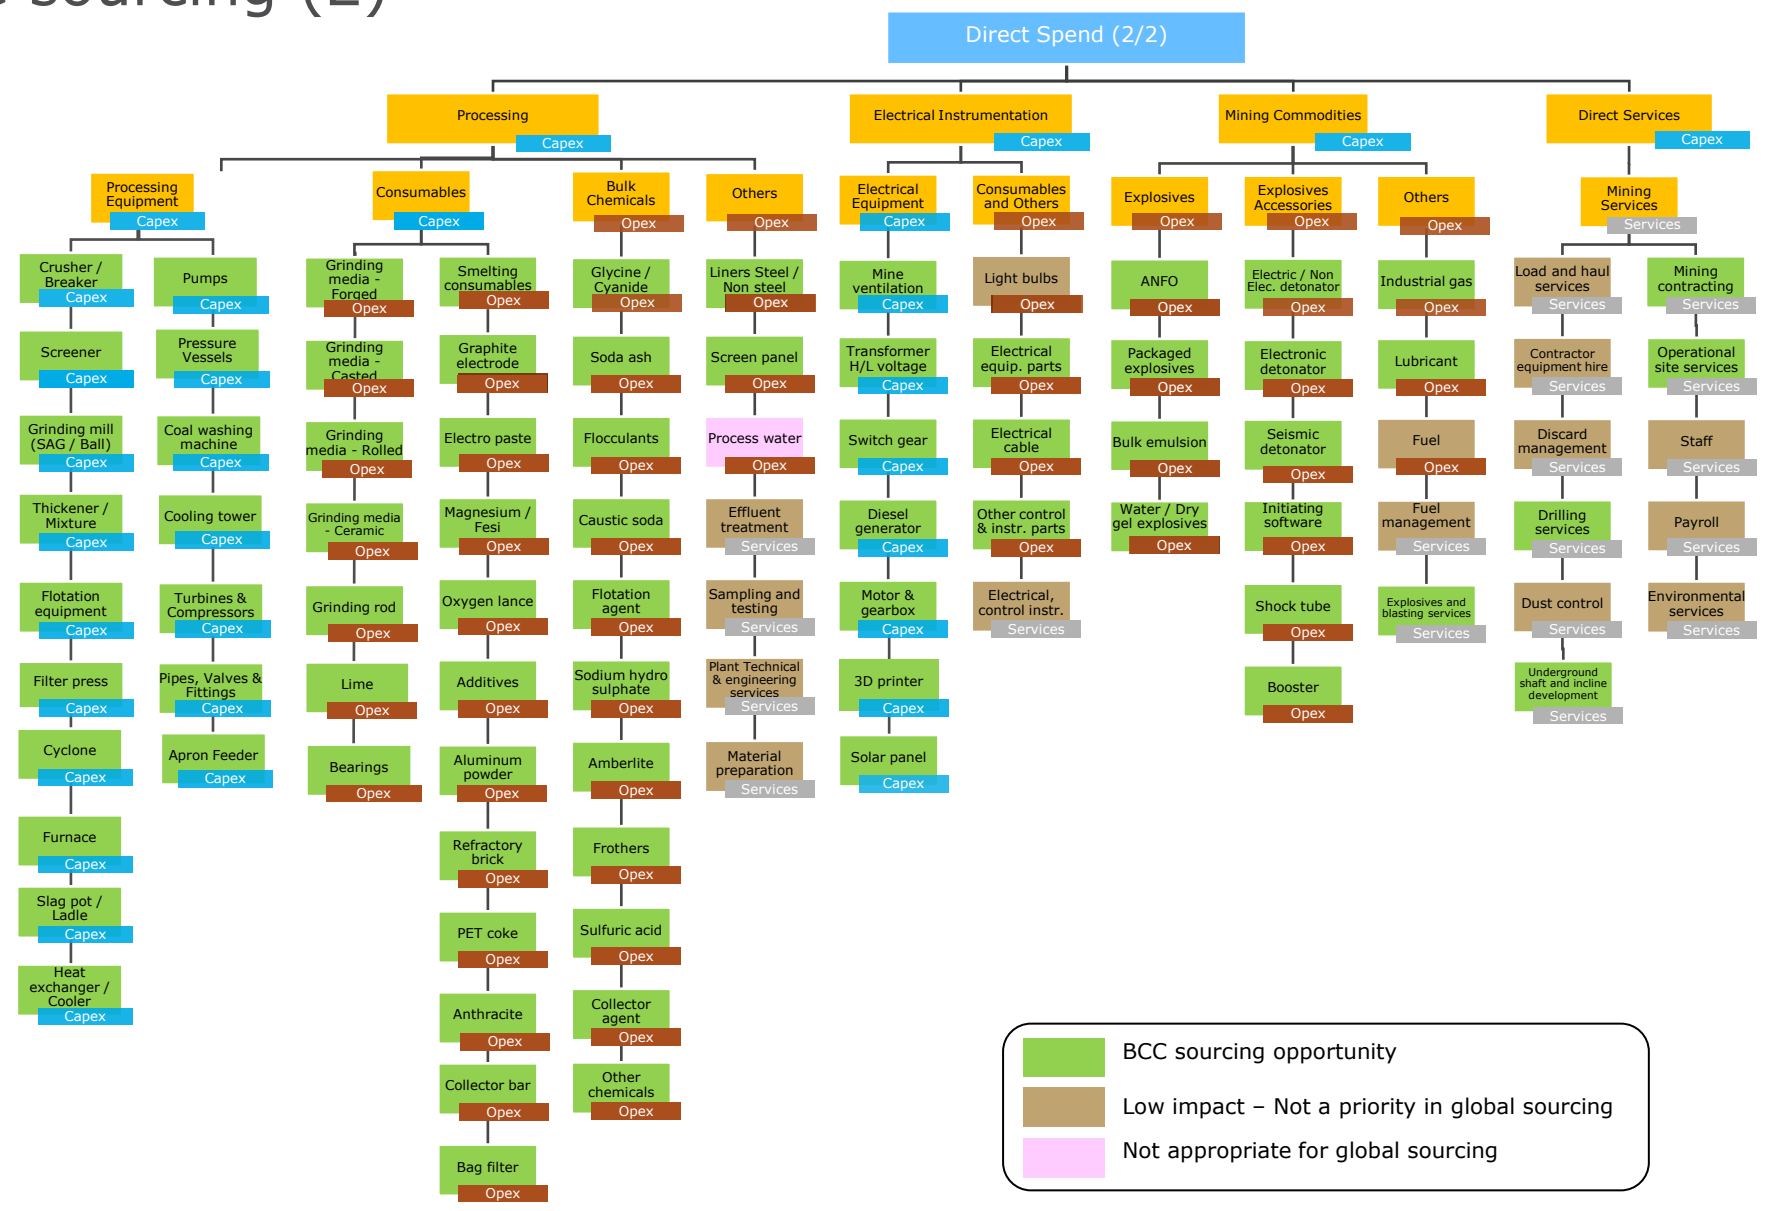 sourcing (2)
Direct Spend (2/2)
Processing
Capex
Electrical Instrumentation
Capex
Mining Commodities
Capex
Direct Services
Capex
Processing
Equipment
Capex
Crusher /
Breaker
Capex
Screener
Capex
Grinding mill
(SAG / Ball)
Capex
Thickener /
Mixture
Capex
Flotation
equipment
Capex
Filter press
Capex
Cyclone
Capex
Furnace
Capex
Slag pot /
Ladle
Capex
Heat
exchanger /
Cooler
Capex
Pumps
Capex
Pressure
Vessels
Capex
Coal washing
machine
Capex
Cooling tower
Capex
Turbines &
Compressors
Capex
Pipes, Valves &
Fittings
Capex
Apron Feeder
Capex
Consumables
Capex
Grinding
media -
Forged
Opex
Grinding
media -
Casted
Opex
Grinding
media - Rolled
Opex
Grinding media
- Ceramic
Opex
Grinding rod
Opex
Lime
Opex
Bearings
Opex
Smelting
consumables
Opex
Graphite
electrode
Opex
Electro paste
Opex
Magnesium /
Fesi
Opex
Oxygen lance
Opex
Additives
Opex
Aluminum
powder
Opex
Refractory
brick
Opex
PET coke
Opex
Anthracite
Opex
Collector bar
Opex
Bag filter
Opex
Bulk
Chemicals
Opex
Glycine /
Cyanide
Opex
Soda ash
Opex
Flocculants
Opex
Caustic soda
Opex
Flotation
agent
Opex
Sodium hydro
sulphate
Opex
Amberlite
Opex
Frothers
Opex
Sulfuric acid
Opex
Collector
agent
Opex
Other
chemicals
Opex
Others
Opex
Liners Steel /
Non steel
Opex
Screen panel
Opex
Process water
Opex
Effluent
treatment
Services
Sampling and
testing
Services
Plant Technical
& engineering
services
Services
Material
preparation
Services
Electrical
Equipment
Capex
Mine
ventilation
Capex
Transformer
H/L voltage
Capex
Switch gear
Capex
Diesel
generator
Capex
Motor &
gearbox
Capex
3D printer
Capex
Solar panel
Capex
Consumables
and Others
Opex
Light bulbs
Opex
Electrical
equip. parts
Opex
Electrical
cable
Opex
Other control
& instr. parts
Opex
Electrical,
control instr.
Services
Explosives
Opex
ANFO
Opex
Packaged
explosives
Opex
Bulk emulsion
Opex
Water / Dry
gel explosives
Opex
Explosives
Accessories
Opex
Electric / Non
Elec. detonator
Opex
Electronic
detonator
Opex
Seismic
detonator
Opex
Initiating
software
Opex
Shock tube
Opex
Booster
Opex
Others
Opex
Industrial gas
Opex
Lubricant
Opex
Fuel
Opex
Fuel
management
Services
Explosives and
blasting services
Services
Mining
Services
Services
Load and haul
services
Services
Contractor
equipment hire
Services
Discard
management
Services
Drilling
services
Services
Dust control
Services
Underground
shaft and incline
development
Services
Mining
contracting
Services
Operational
site services
Services
Staff
Services
Payroll
Services
Environmental
services
Services
BCC sourcing opportunity
Low impact – Not a priority in global sourcing
Not appropriate for global sourcing